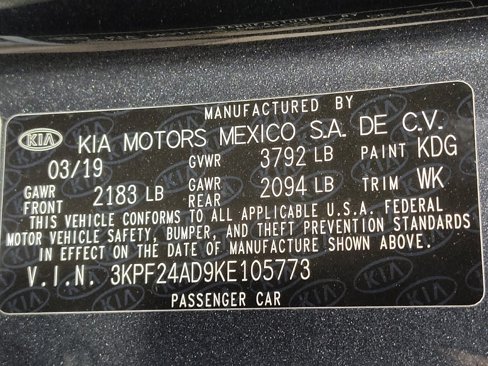 MANUFACTURED BY
KIA KIA MOTORS MEXICO S.A. DE C.V.
03/19 GVWR 3792 LB PAINT KDG
GAWR FRONT 2183 LB GAWR REAR 2094 LB TRIM WK
THIS VEHICLE CONFORMS TO ALL APPLICABLE U.S.A. FEDERAL
MOTOR VEHICLE SAFETY, BUMPER, AND THEFT PREVENTION STANDARDS
IN EFFECT ON THE DATE OF MANUFACTURE SHOWN ABOVE.
V.I.N. 3KPF24AD9KE105773
PASSENGER CAR